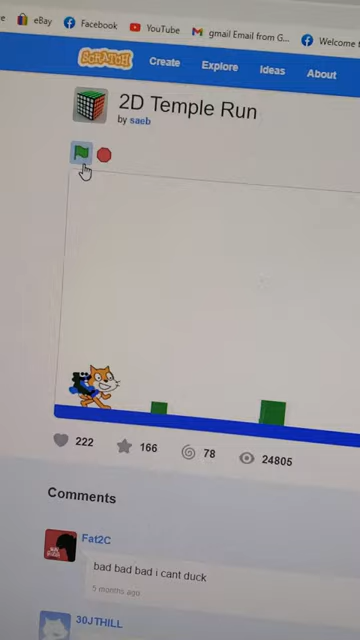 eBay Facebook YouTube gmail Email from G... Welcome t
SCRATCH Create Explore Ideas About
2D Temple Run
by saeb
222 166 78 24805
Comments
Fat2C
bad bad bad i cant duck
5 months ago
30JTHILL